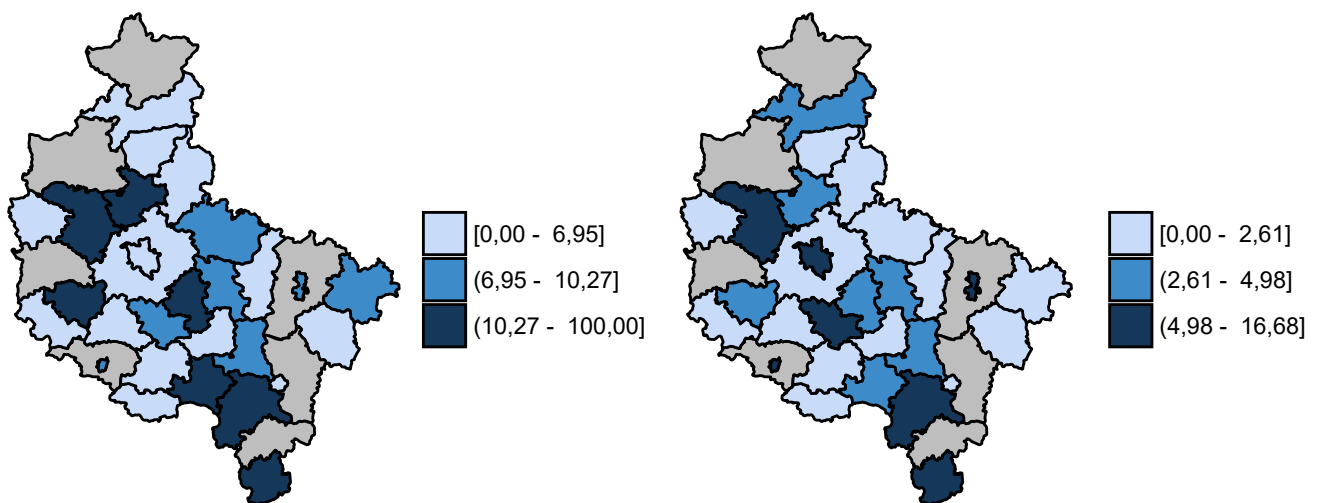 [0,00 - 6,95]
(6,95 - 10,27]
(10,27 - 100,00]
[0,00 - 2,61]
(2,61 - 4,98]
(4,98 - 16,68]